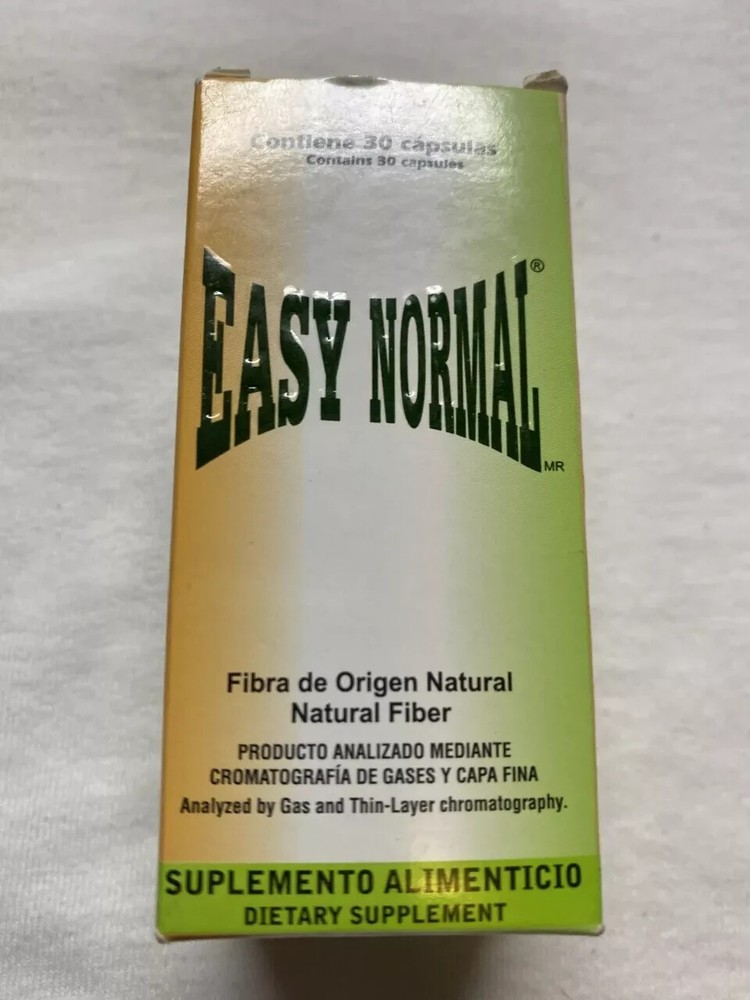 Contiene 30 cápsulas
Contains 30 capsules
EASY NORMAL®
MR
Fibra de Origen Natural
Natural Fiber
PRODUCTO ANALIZADO MEDIANTE
CROMATOGRAFÍA DE GASES Y CAPA FINA
Analyzed by Gas and Thin-Layer chromatography.
SUPLEMENTO ALIMENTICIO
DIETARY SUPPLEMENT